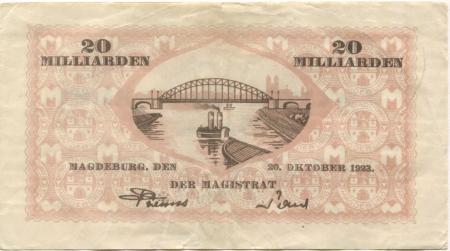 20 20
MILLIARDEN MILLIARDEN
MAGDEBURG, DEN 20. OKTOBER 1923.
DER MAGISTRAT